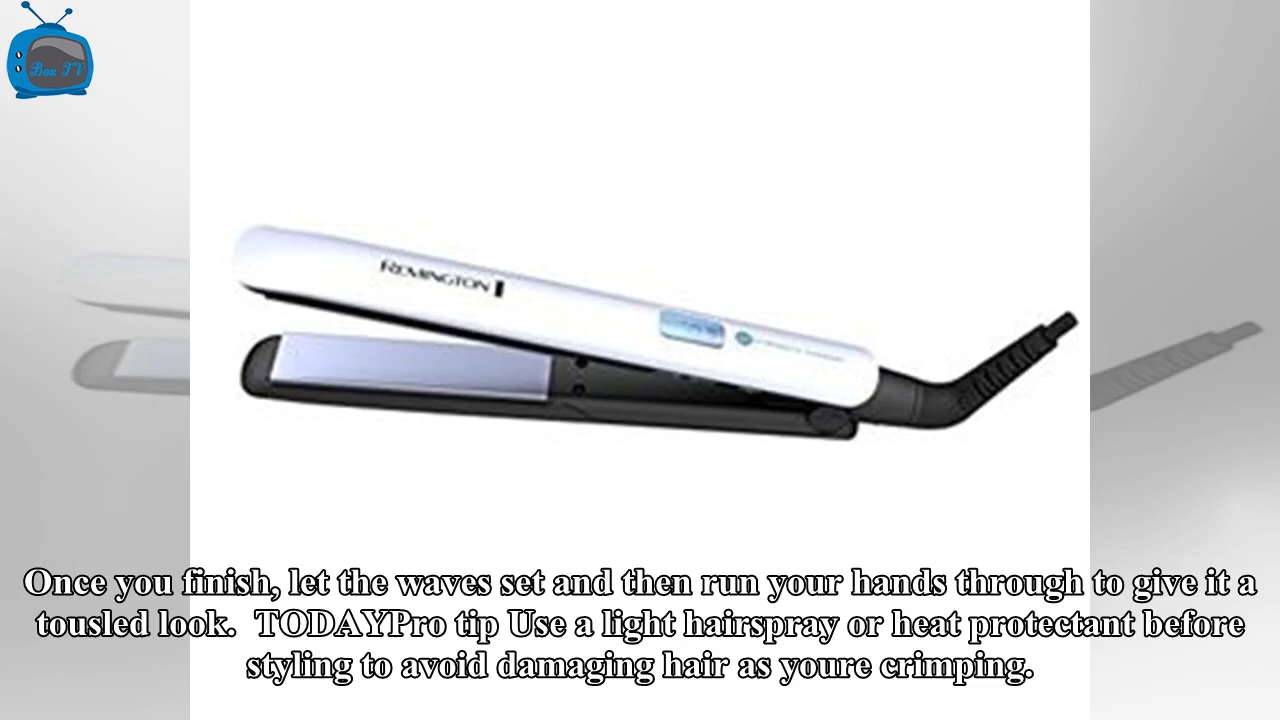 Box TV
REMINGTON
Once you finish, let the waves set and then run your hands through to give it a
tousled look.  TODAYPro tip Use a light hairspray or heat protectant before
styling to avoid damaging hair as youre crimping.